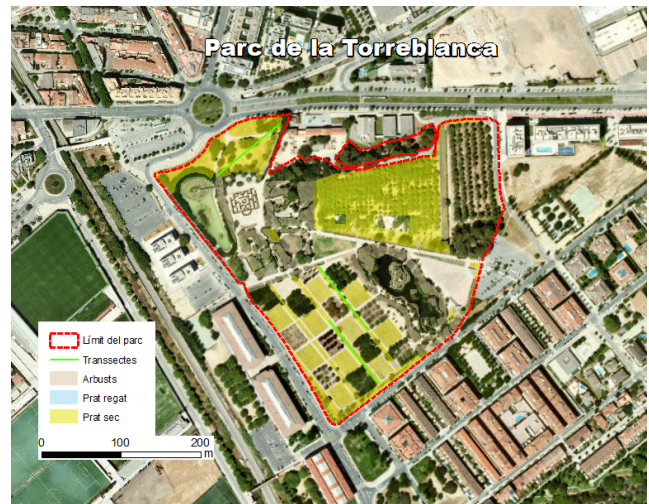 Parc de la Torreblanca
Límit del parc
Transsectes
Arbusts
Prat regat
Prat sec
0 100 200
m